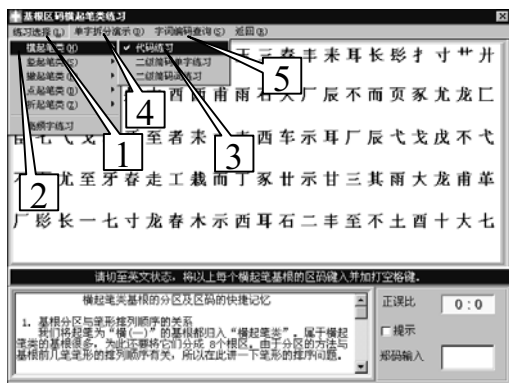 基根区码横起笔类练习
练习选择(L) 单字拆分演示(Q) 字词编码查询(S) 返回(B)
横起笔类(H)
竖起笔类(S)
撇起笔类(P)
点起笔类(D)
折起笔类(Z)
高频字练习
代码练习
二级简码单字练习
二级简码词练习
1
2
3
4
5
王 三 春 丰 来 耳 长 髟 扌 寸 艹 廾
西 酉 甫 雨 石 大 厂 辰 不 而 页 豕 尤 龙 匚
七 弋 戈 至 者 耒 西 车 示 耳 厂 辰 弋 戈 戊 不 弋
尤 至 牙 春 走 工 栽 而 丁 豕 廿 示 甘 三 其 雨 大 龙 甫 革
厂 髟 长 一 七 寸 龙 春 木 示 西 耳 石 二 丰 至 不 土 酉 十 大 七
请切至英文状态，将以上每个横起笔基根的区码键入并加打空格键。
横起笔类基根的分区及区码的快捷记忆
1. 基根分区与笔形排列顺序的关系
我们将起笔为“横(一)”的基根都归入“横起笔类”。属于横起
笔类的基根很多，为此还要将它们分成 8个根区。由于分区的方法与
基根前几笔笔形的排列顺序有关，所以在此讲一下笔形的排序问题。
正误比
0 : 0
提示
郑码输入